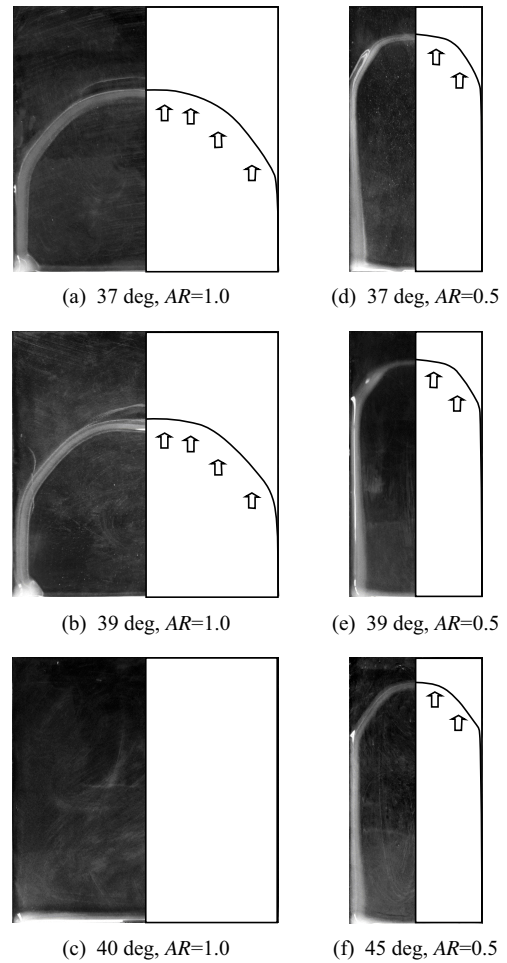 (a) 37 deg, AR=1.0
(d) 37 deg, AR=0.5
(b) 39 deg, AR=1.0
(e) 39 deg, AR=0.5
(c) 40 deg, AR=1.0
(f) 45 deg, AR=0.5